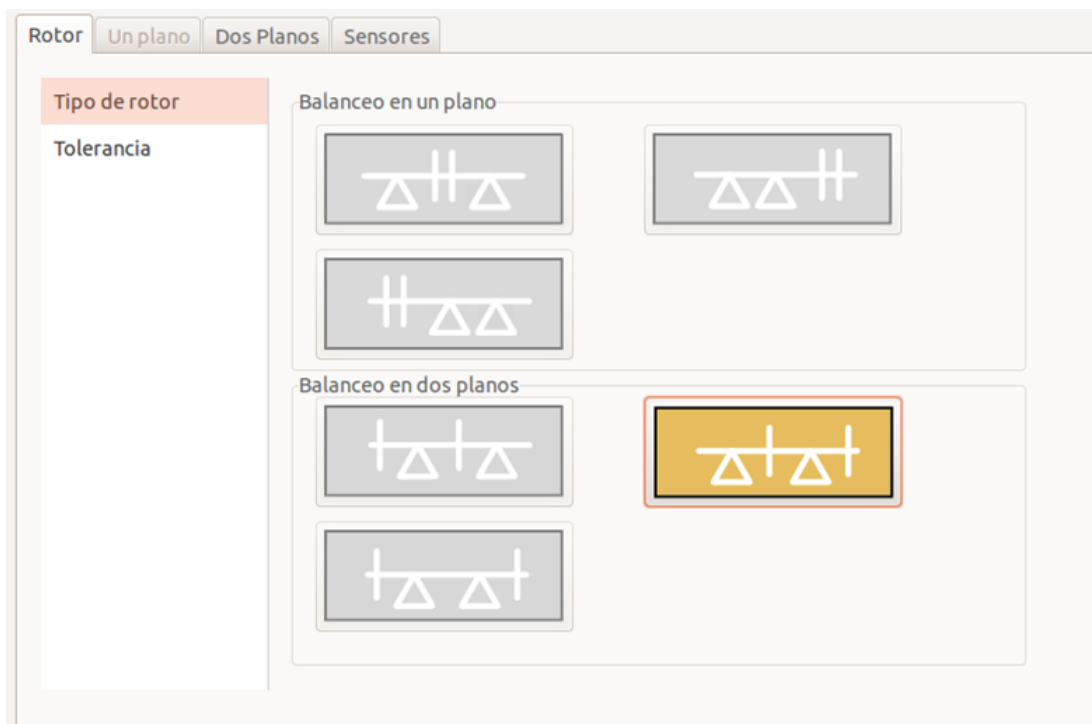 Rotor Un plano Dos Planos Sensores
Tipo de rotor
Tolerancia
Balanceo en un plano
Balanceo en dos planos